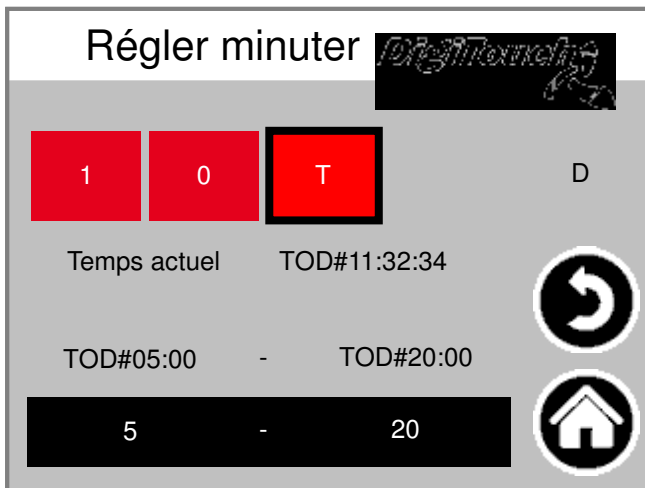 Régler minuter DigiTouch
1 0 T D
Temps actuel TOD#11:32:34
TOD#05:00 - TOD#20:00
5 - 20